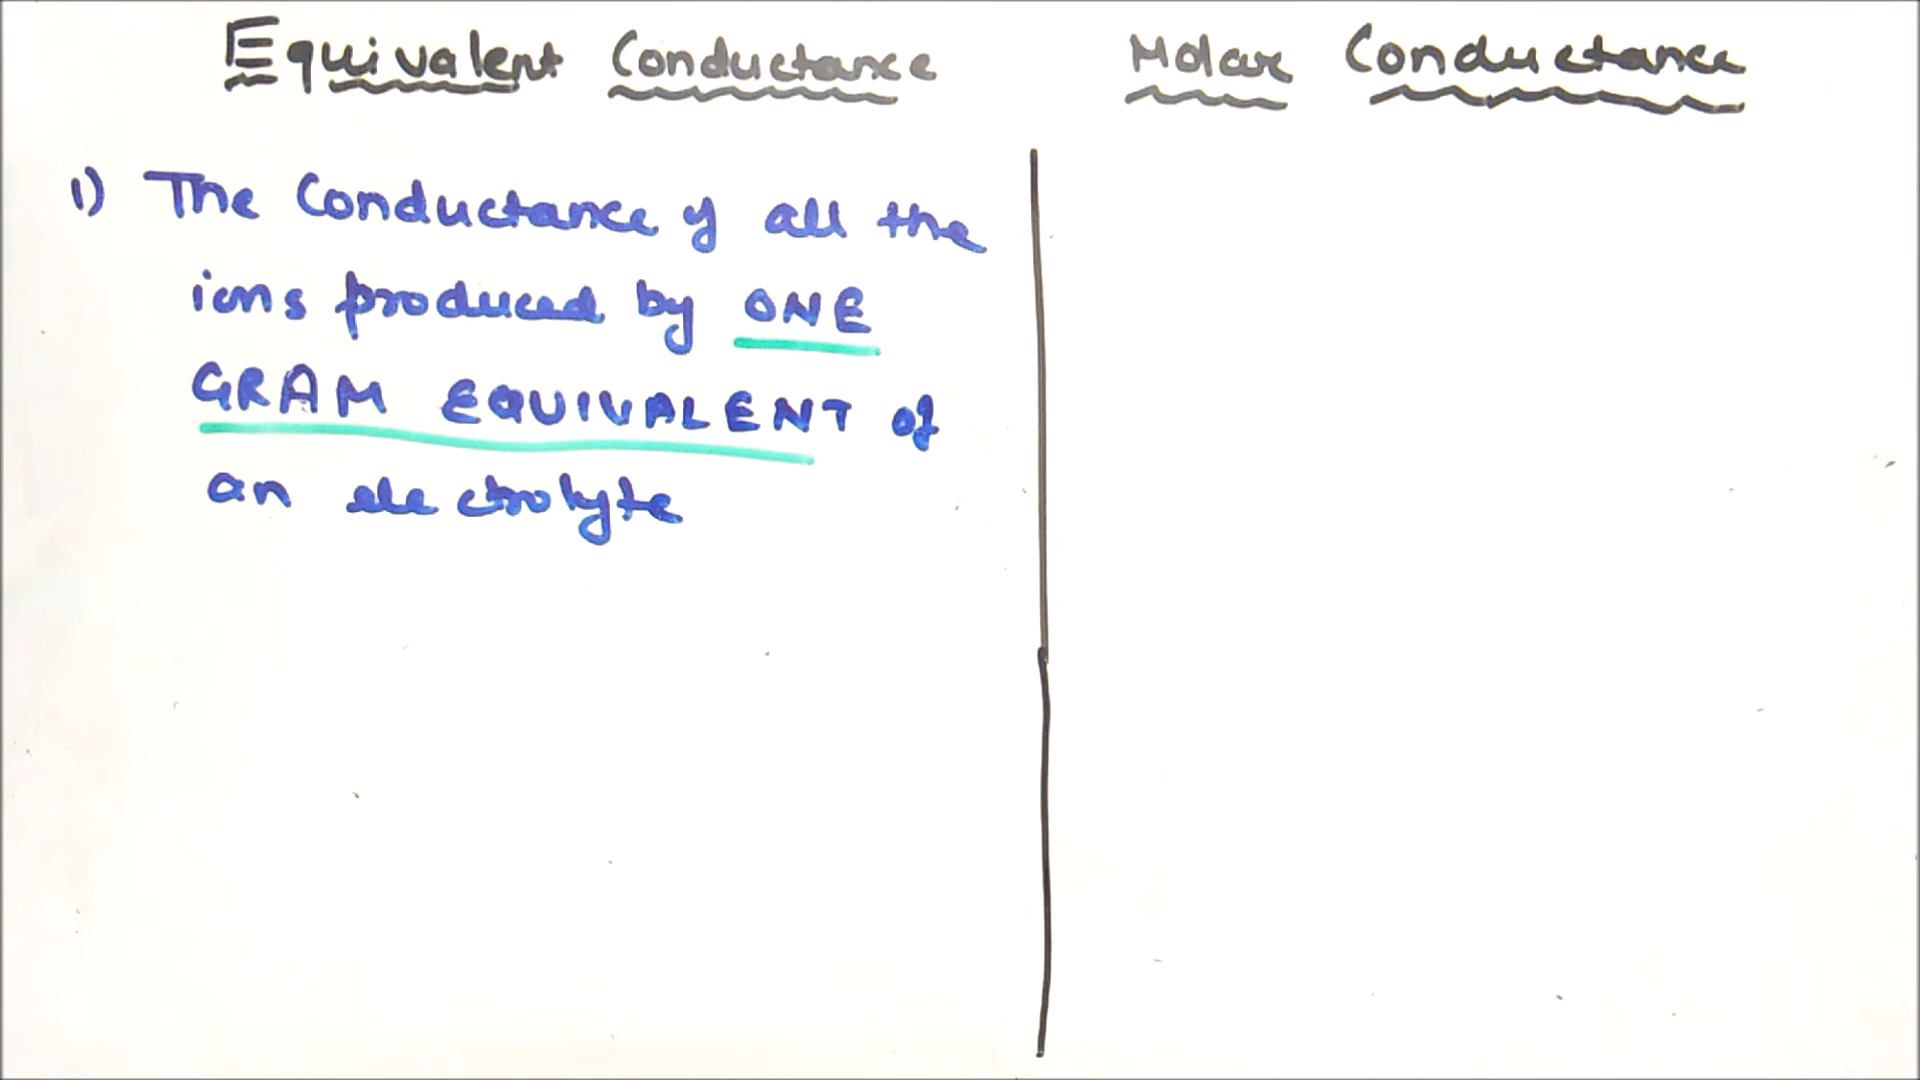 Equivalent Conductance
Molar Conductance
1) The Conductance of all the
ions produced by ONE
GRAM EQUIVALENT of
an electrolyte